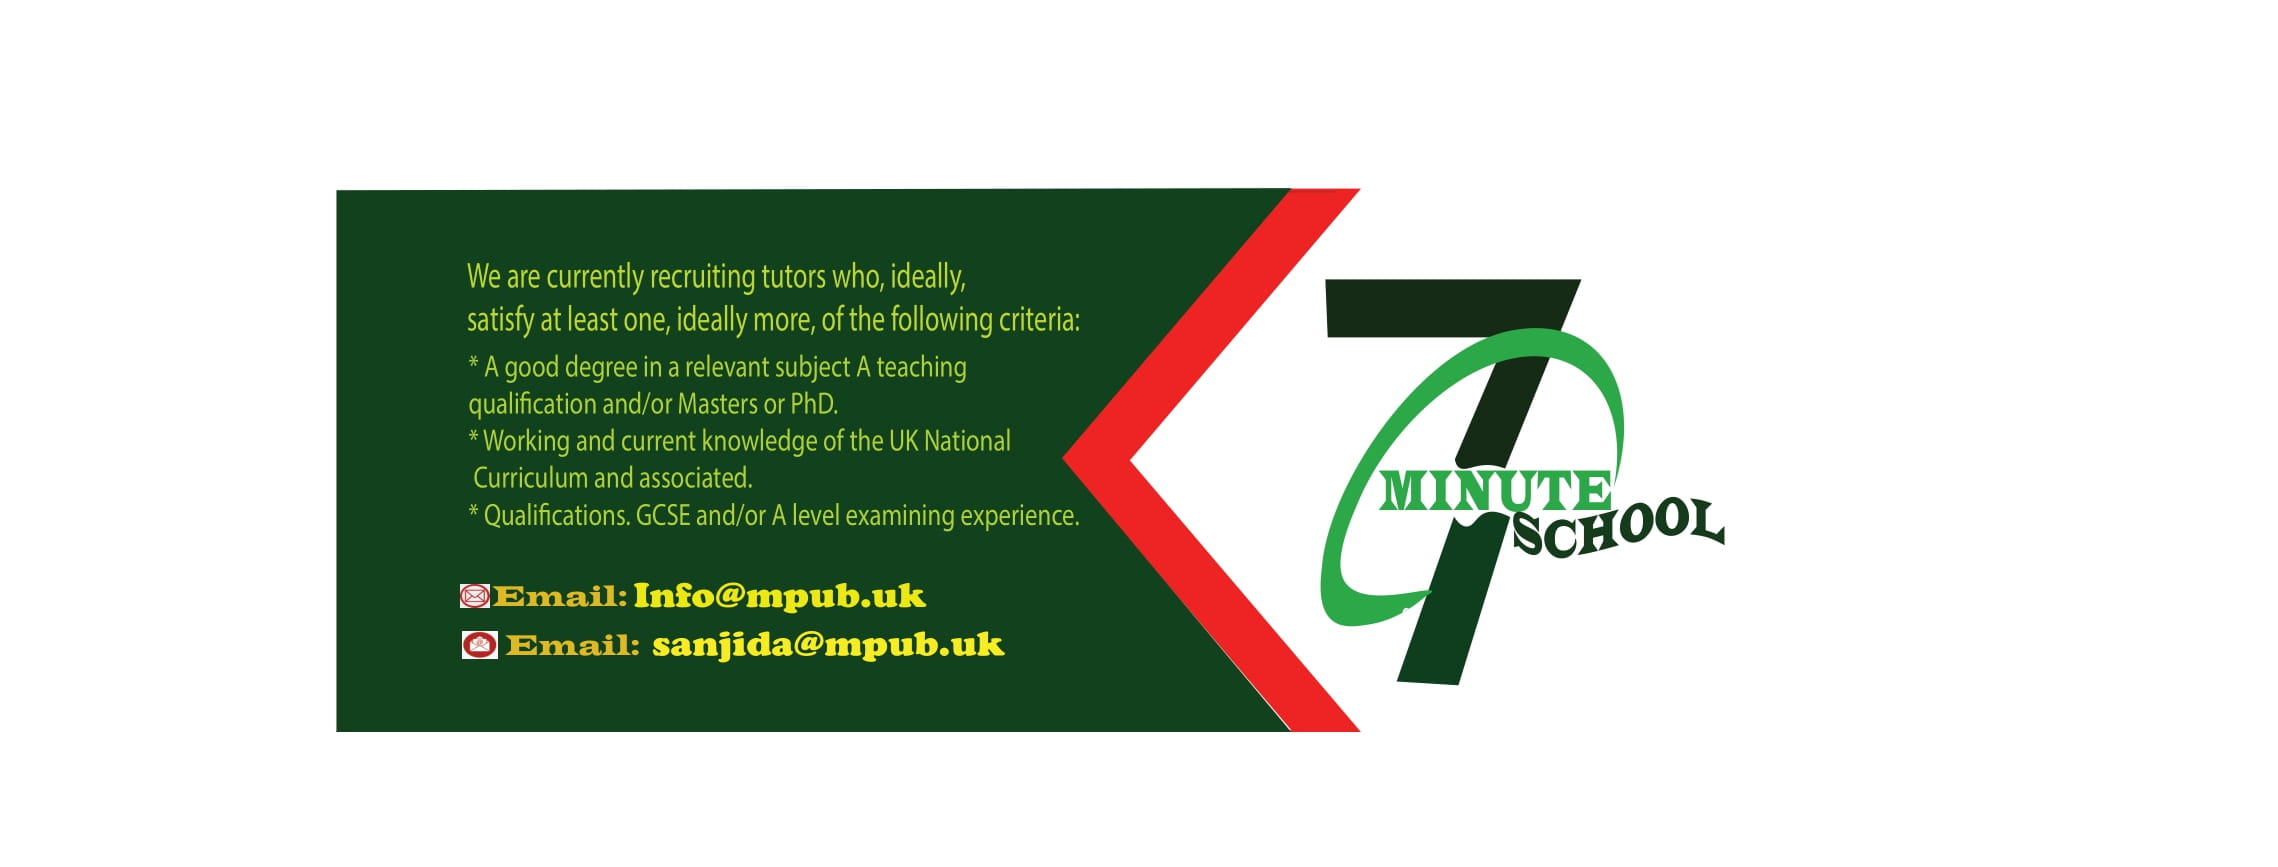 We are currently recruiting tutors who, ideally,
satisfy at least one, ideally more, of the following criteria:
* A good degree in a relevant subject A teaching
qualification and/or Masters or PhD.
* Working and current knowledge of the UK National
Curriculum and associated.
* Qualifications. GCSE and/or A level examining experience.
Email: Info@mpub.uk
Email: sanjida@mpub.uk
7
MINUTE
SCHOOL